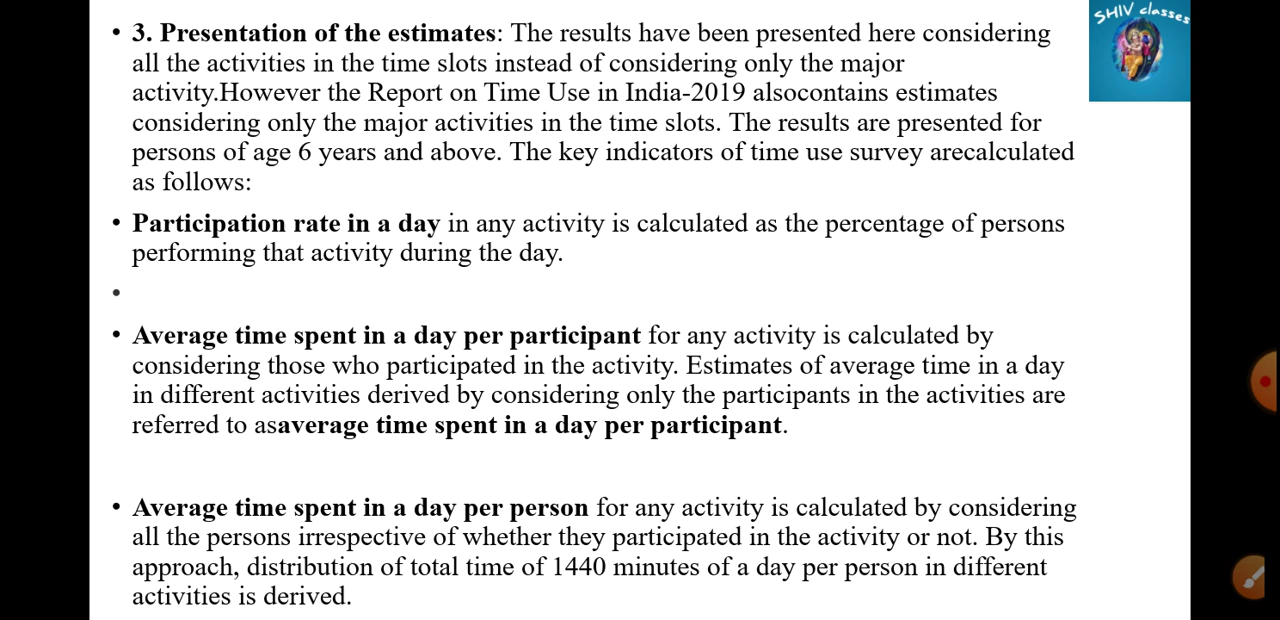 SHIV classes
• 3. Presentation of the estimates: The results have been presented here considering
all the activities in the time slots instead of considering only the major
activity.However the Report on Time Use in India-2019 alsocontains estimates
considering only the major activities in the time slots. The results are presented for
persons of age 6 years and above. The key indicators of time use survey arecalculated
as follows:
• Participation rate in a day in any activity is calculated as the percentage of persons
performing that activity during the day.
•
• Average time spent in a day per participant for any activity is calculated by
considering those who participated in the activity. Estimates of average time in a day
in different activities derived by considering only the participants in the activities are
referred to asaverage time spent in a day per participant.
• Average time spent in a day per person for any activity is calculated by considering
all the persons irrespective of whether they participated in the activity or not. By this
approach, distribution of total time of 1440 minutes of a day per person in different
activities is derived.